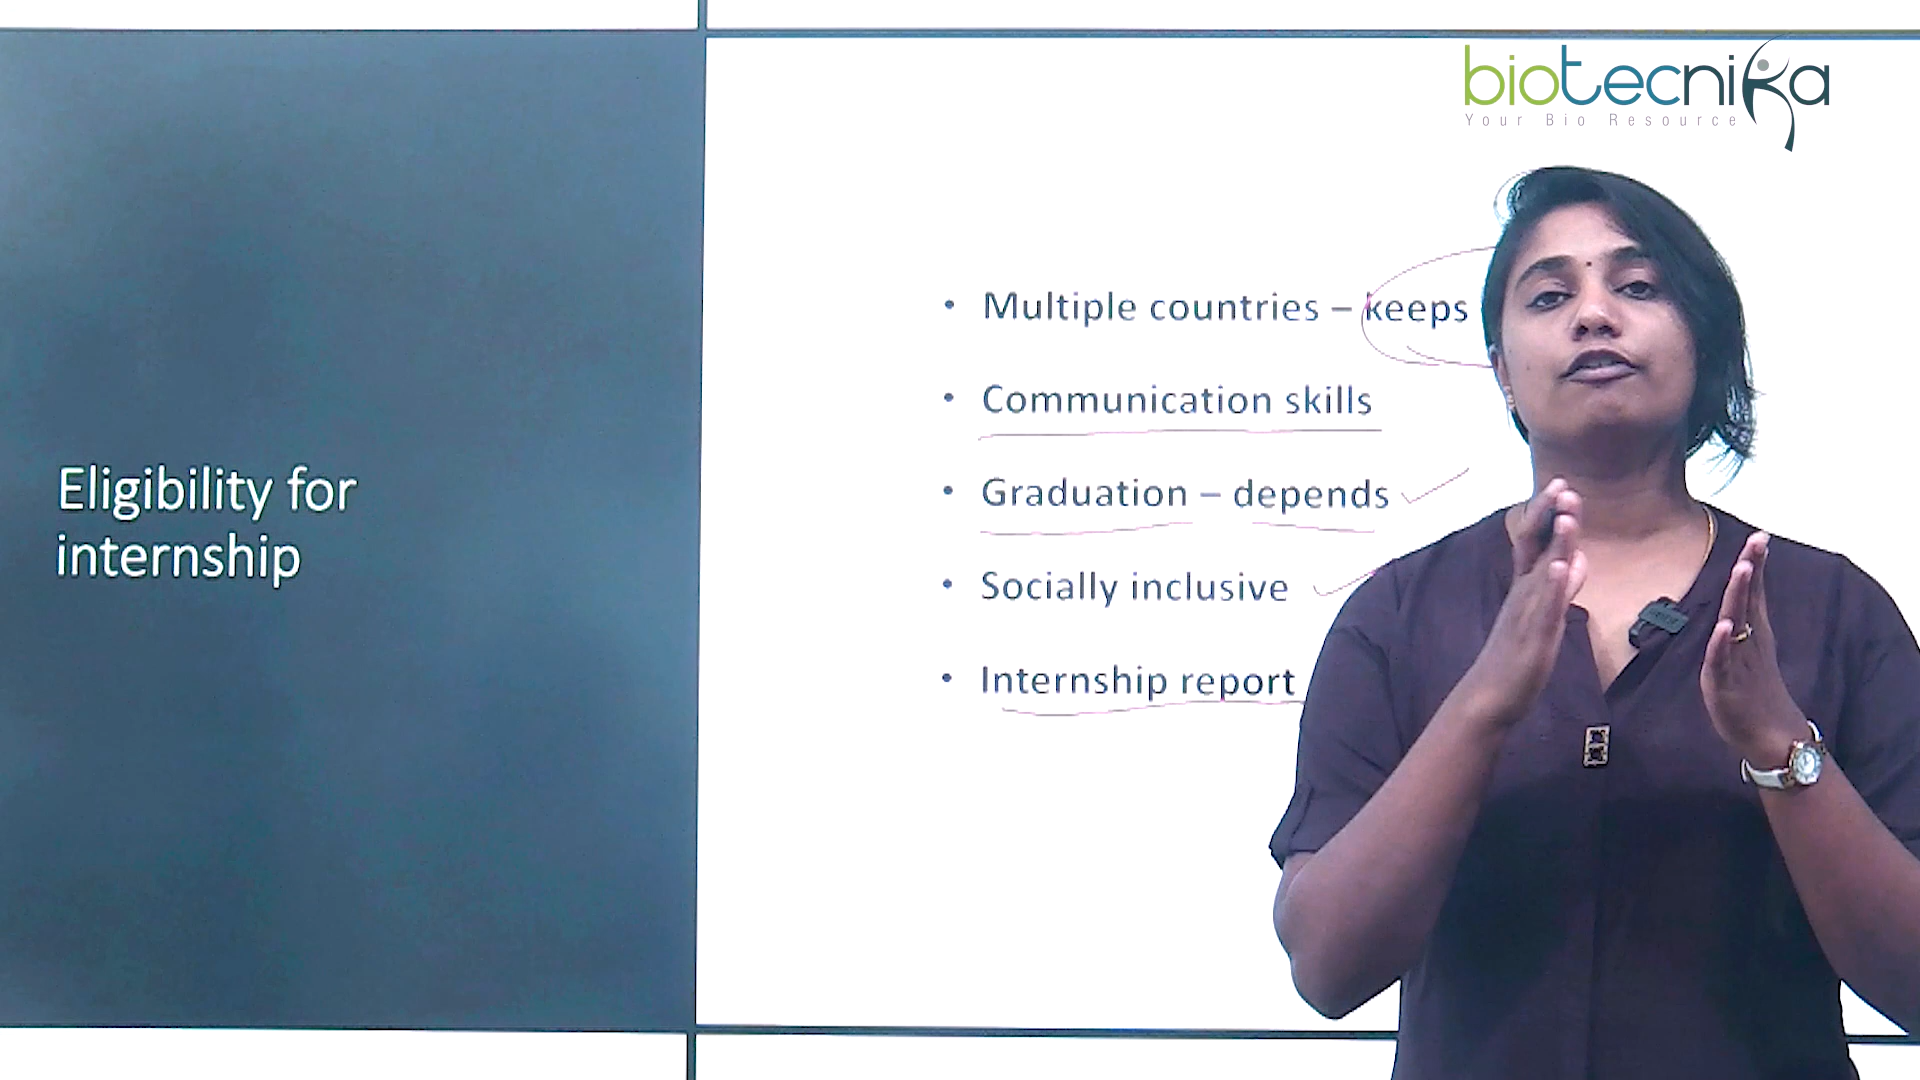 biotecnika
Your Bio Resource
Eligibility for
internship
• Multiple countries – keeps
• Communication skills
• Graduation – depends
• Socially inclusive
• Internship report